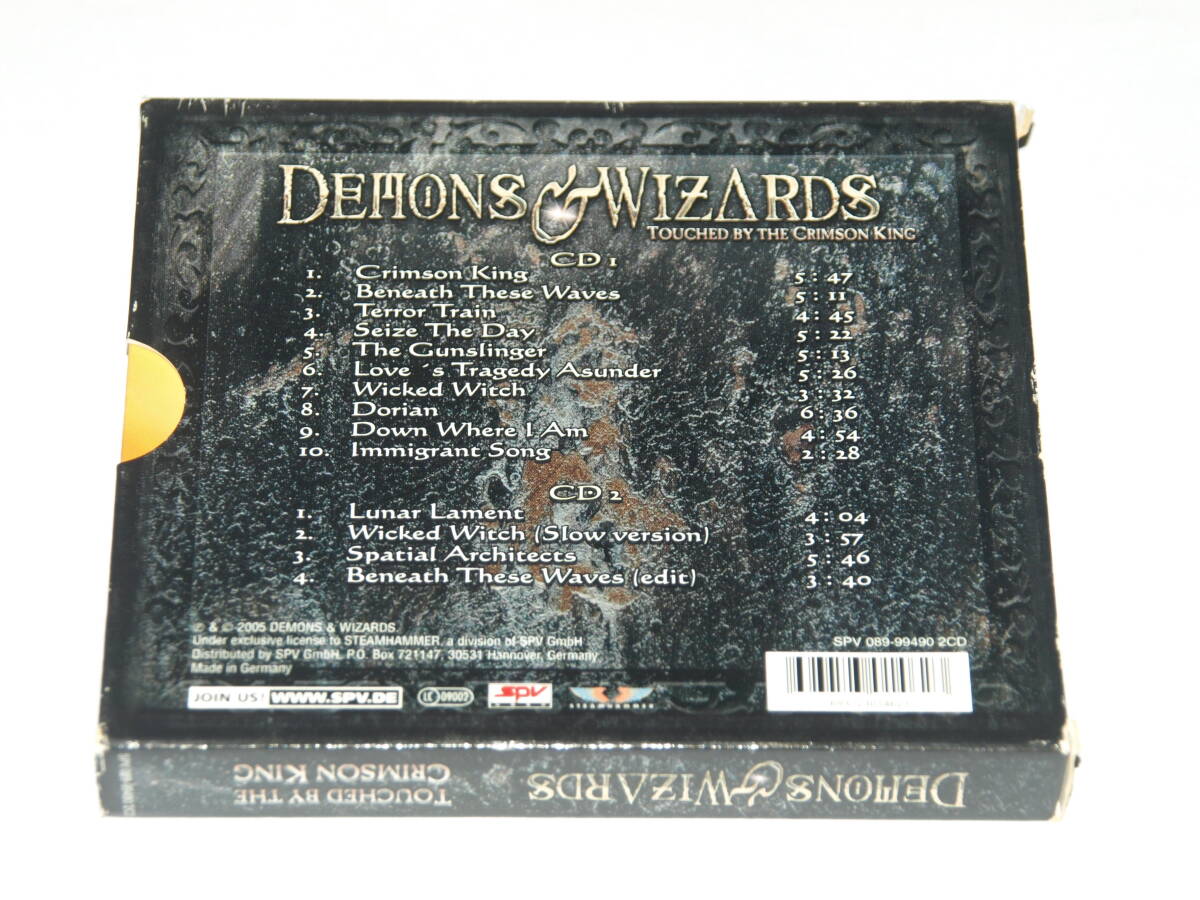 DEMONS & WIZARDS
TOUCHED BY THE CRIMSON KING
CD 1
1. Crimson King 5:47
2. Beneath These Waves 5:11
3. Terror Train 4:45
4. Seize The Day 5:22
5. The Gunslinger 5:13
6. Love ´s Tragedy Asunder 5:26
7. Wicked Witch 3:32
8. Dorian 6:36
9. Down Where I Am 4:54
10. Immigrant Song 2:28
CD 2
1. Lunar Lament 4:04
2. Wicked Witch (Slow version) 3:57
3. Spatial Architects 5:46
4. Beneath These Waves (edit) 3:40
℗ & © 2005 DEMONS & WIZARDS
Under exclusive license to STEAMHAMMER, a division of SPV GmbH
Distributed by SPV GmbH, P.O. Box 721147, 30531 Hannover, Germany
Made in Germany
SPV 089-99490 2CD
JOIN US! WWW.SPV.DE LC 09002 SPV STEAMHAMMER
DEMONS & WIZARDS
TOUCHED BY THE
CRIMSON KING